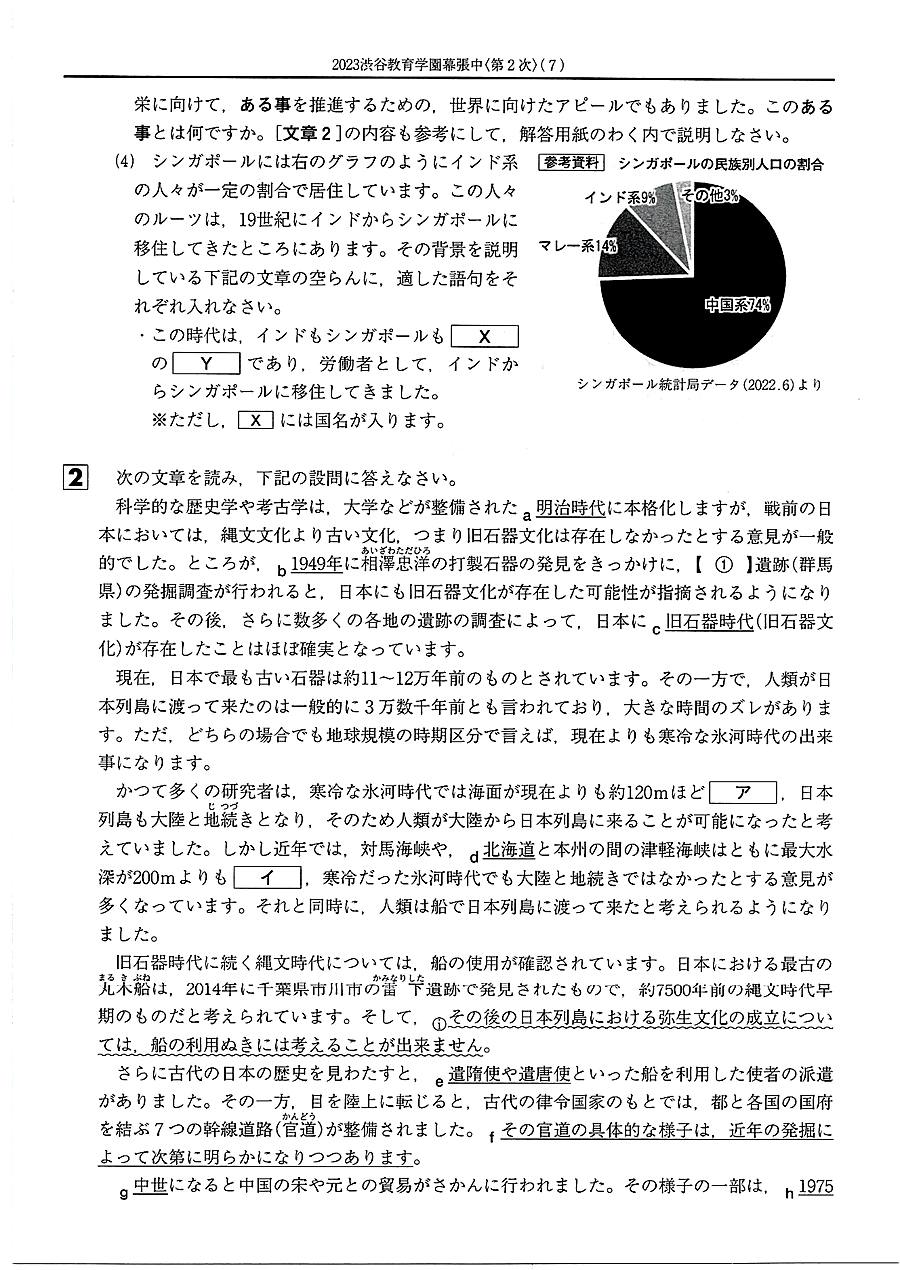 2023渋谷教育学園幕張中〈第2次〉(7)
栄に向けて，ある事を推進するための，世界に向けたアピールでもありました。このある
事とは何ですか。[文章2]の内容も参考にして，解答用紙のわく内で説明しなさい。
(4) シンガポールには右のグラフのようにインド系
の人々が一定の割合で居住しています。この人々
のルーツは，19世紀にインドからシンガポールに
移住してきたところにあります。その背景を説明
している下記の文章の空らんに，適した語句をそ
れぞれ入れなさい。
・この時代は，インドもシンガポールも X
の Y であり，労働者として，インドか
らシンガポールに移住してきました。
※ただし，X には国名が入ります。
参考資料 シンガポールの民族別人口の割合
インド系9%
その他3%
マレー系14%
中国系74%
シンガポール統計局データ(2022.6)より
2 次の文章を読み，下記の設問に答えなさい。
科学的な歴史学や考古学は，大学などが整備された a 明治時代に本格化しますが，戦前の日
本においては，縄文文化より古い文化，つまり旧石器文化は存在しなかったとする意見が一般
的でした。ところが，b 1949年に相澤忠洋の打製石器の発見をきっかけに，【 ① 】遺跡(群馬
あいざわただひろ
県)の発掘調査が行われると，日本にも旧石器文化が存在した可能性が指摘されるようになり
ました。その後，さらに数多くの各地の遺跡の調査によって，日本に c 旧石器時代(旧石器文
化)が存在したことはほぼ確実となっています。
現在，日本で最も古い石器は約11～12万年前のものとされています。その一方で，人類が日
本列島に渡って来たのは一般的に3万数千年前とも言われており，大きな時間のズレがありま
す。ただ，どちらの場合でも地球規模の時期区分で言えば，現在よりも寒冷な氷河時代の出来
事になります。
かつて多くの研究者は，寒冷な氷河時代では海面が現在よりも約120mほど ア ，日本
列島も大陸と地続きとなり，そのため人類が大陸から日本列島に来ることが可能になったと考
じつづ
えていました。しかし近年では，対馬海峡や，d 北海道と本州の間の津軽海峡はともに最大水
深が200mよりも イ ，寒冷だった氷河時代でも大陸と地続きではなかったとする意見が
多くなっています。それと同時に，人類は船で日本列島に渡って来たと考えられるようになり
ました。
旧石器時代に続く縄文時代については，船の使用が確認されています。日本における最古の
丸木船は，2014年に千葉県市川市の雷下遺跡で発見されたもので，約7500年前の縄文時代早
まるきぶね
かみなりした
期のものだと考えられています。そして，①その後の日本列島における弥生文化の成立につい
ては，船の利用ぬきには考えることが出来ません。
さらに古代の日本の歴史を見わたすと，e 遣隋使や遣唐使といった船を利用した使者の派遣
がありました。その一方，目を陸上に転じると，古代の律令国家のもとでは，都と各国の国府
を結ぶ7つの幹線道路(官道)が整備されました。f その官道の具体的な様子は，近年の発掘に
かんどう
よって次第に明らかになりつつあります。
g 中世になると中国の宋や元との貿易がさかんに行われました。その様子の一部は，h 1975